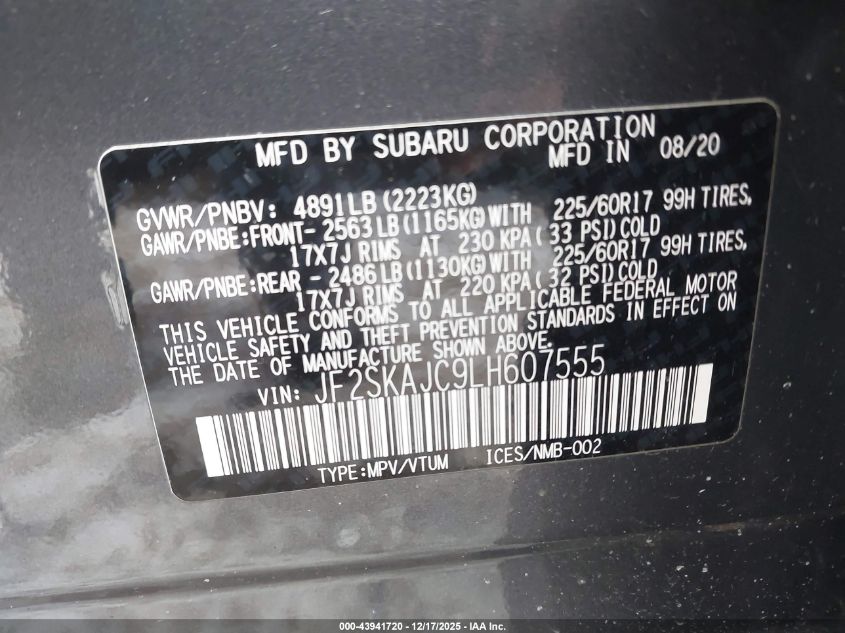 MFD BY SUBARU CORPORATION
MFD IN 08/20
GVWR/PNBV: 4891LB (2223KG)
GAWR/PNBE:FRONT- 2563LB(1165KG)WITH 225/60R17 99H TIRES,
17X7J RIMS AT 230 KPA( 33 PSI)COLD
GAWR/PNBE:REAR - 2486LB(1130KG)WITH 225/60R17 99H TIRES,
17X7J RIMS AT 220 KPA( 32 PSI)COLD
THIS VEHICLE CONFORMS TO ALL APPLICABLE FEDERAL MOTOR
VEHICLE SAFETY AND THEFT PREVENTION STANDARDS IN EFFECT ON
THE DATE OF MANUFACTURE SHOWN ABOVE.
VIN: JF2SKAJC9LH607555
TYPE:MPV/VTUM ICES/NMB-002
000-43941720 – 12/17/2025 – IAA Inc.